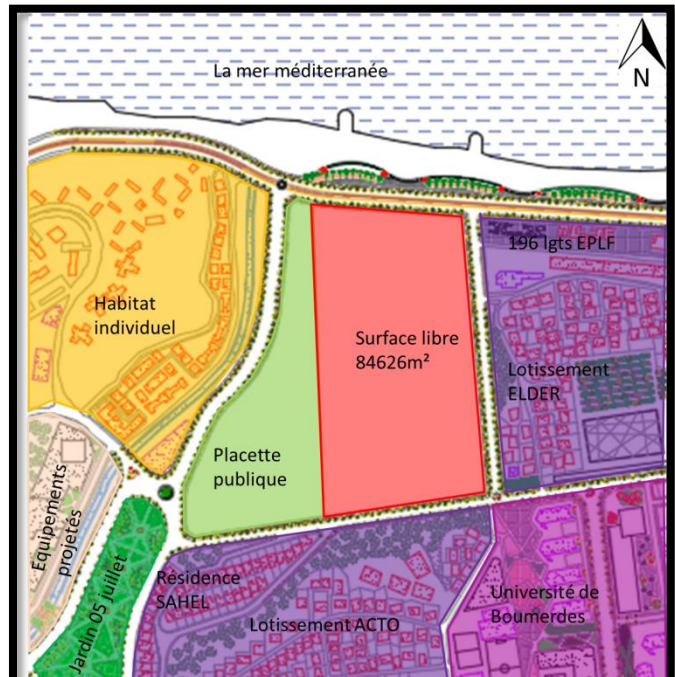 La mer méditerranée
N
196 lgts EPLF
Habitat
individuel
Surface libre
84626m²
Lotissement
ELDER
Placette
publique
Equipements
projetés
Jardin 05 juillet
Résidence
SAHEL
Lotissement ACTO
Université de
Boumerdes